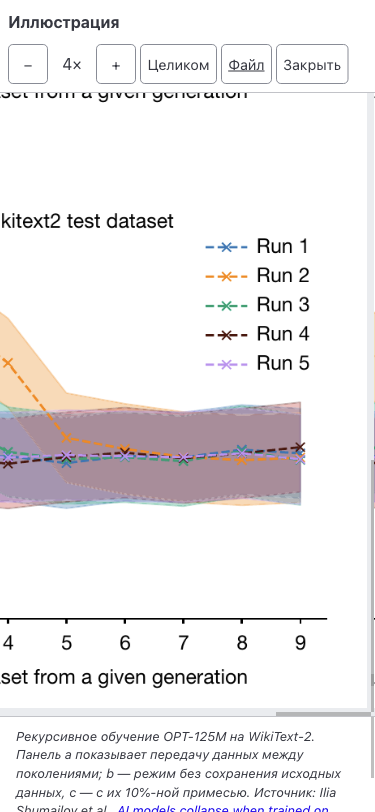 Иллюстрация
− 4× + Целиком Файл Закрыть
set from a given generation
kitext2 test dataset
Run 1
Run 2
Run 3
Run 4
Run 5
4 5 6 7 8 9
set from a given generation
Рекурсивное обучение OPT-125M на WikiText-2.
Панель a показывает передачу данных между
поколениями; b — режим без сохранения исходных
данных, c — с их 10%-ной примесью. Источник: Ilia
Shumailov et al., AI models collapse when trained on